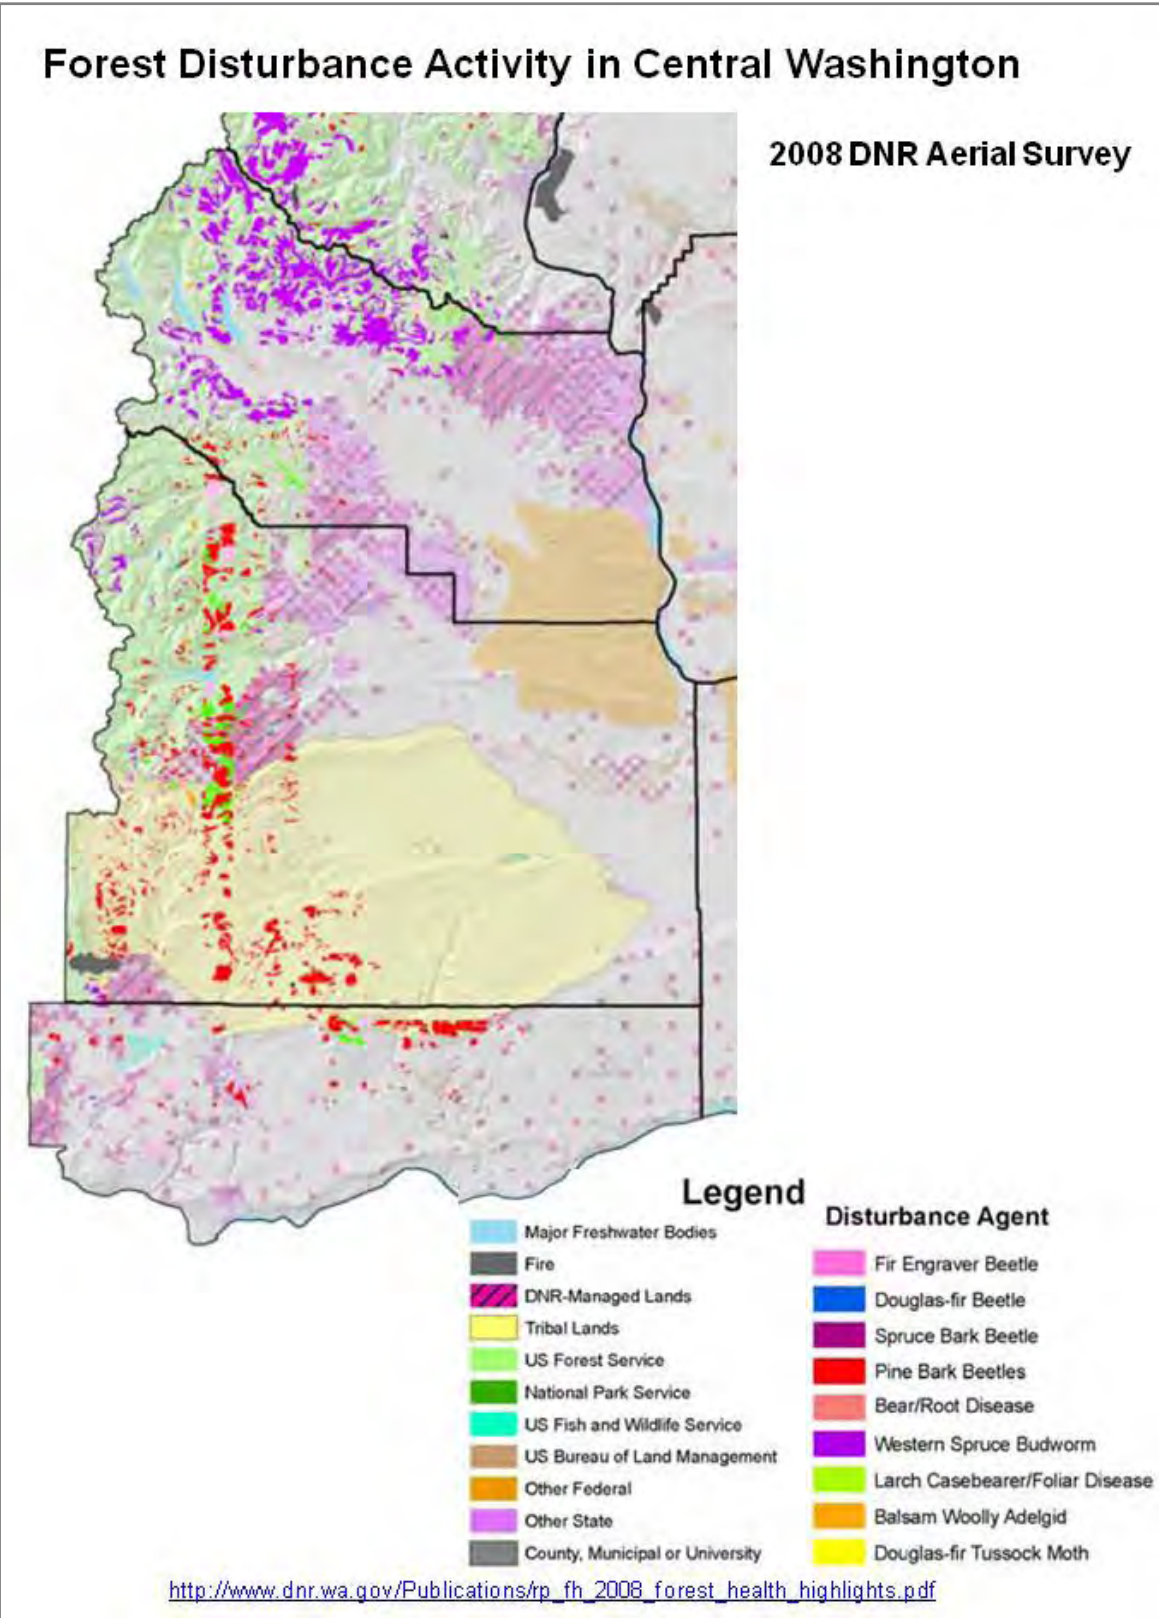 Forest Disturbance Activity in Central Washington
2008 DNR Aerial Survey
Legend
Major Freshwater Bodies
Fire
DNR-Managed Lands
Tribal Lands
US Forest Service
National Park Service
US Fish and Wildlife Service
US Bureau of Land Management
Other Federal
Other State
County, Municipal or University
Disturbance Agent
Fir Engraver Beetle
Douglas-fir Beetle
Spruce Bark Beetle
Pine Bark Beetles
Bear/Root Disease
Western Spruce Budworm
Larch Casebearer/Foliar Disease
Balsam Woolly Adelgid
Douglas-fir Tussock Moth
http://www.dnr.wa.gov/Publications/rp_fh_2008_forest_health_highlights.pdf